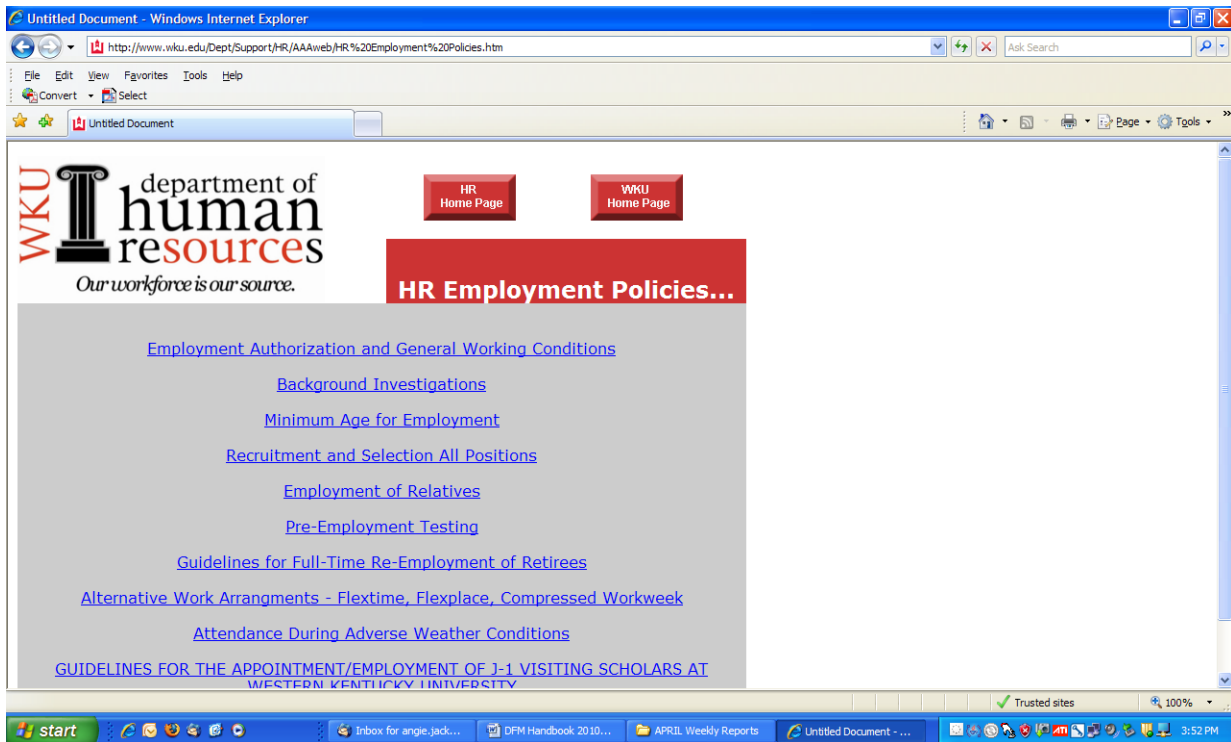 Untitled Document - Windows Internet Explorer
http://www.wku.edu/Dept/Support/HR/AAAweb/HR%20Employment%20Policies.htm
Ask Search
File Edit View Favorites Tools Help
Convert Select
Untitled Document
Page Tools »
WKU
department of
human
resources
Our workforce is our source.
HR
Home Page
WKU
Home Page
HR Employment Policies...
Employment Authorization and General Working Conditions
Background Investigations
Minimum Age for Employment
Recruitment and Selection All Positions
Employment of Relatives
Pre-Employment Testing
Guidelines for Full-Time Re-Employment of Retirees
Alternative Work Arrangments - Flextime, Flexplace, Compressed Workweek
Attendance During Adverse Weather Conditions
GUIDELINES FOR THE APPOINTMENT/EMPLOYMENT OF J-1 VISITING SCHOLARS AT
WESTERN KENTUCKY UNIVERSITY
Trusted sites 100%
start Inbox for angie.jack... DFM Handbook 2010... APRIL Weekly Reports Untitled Document - ... 3:52 PM